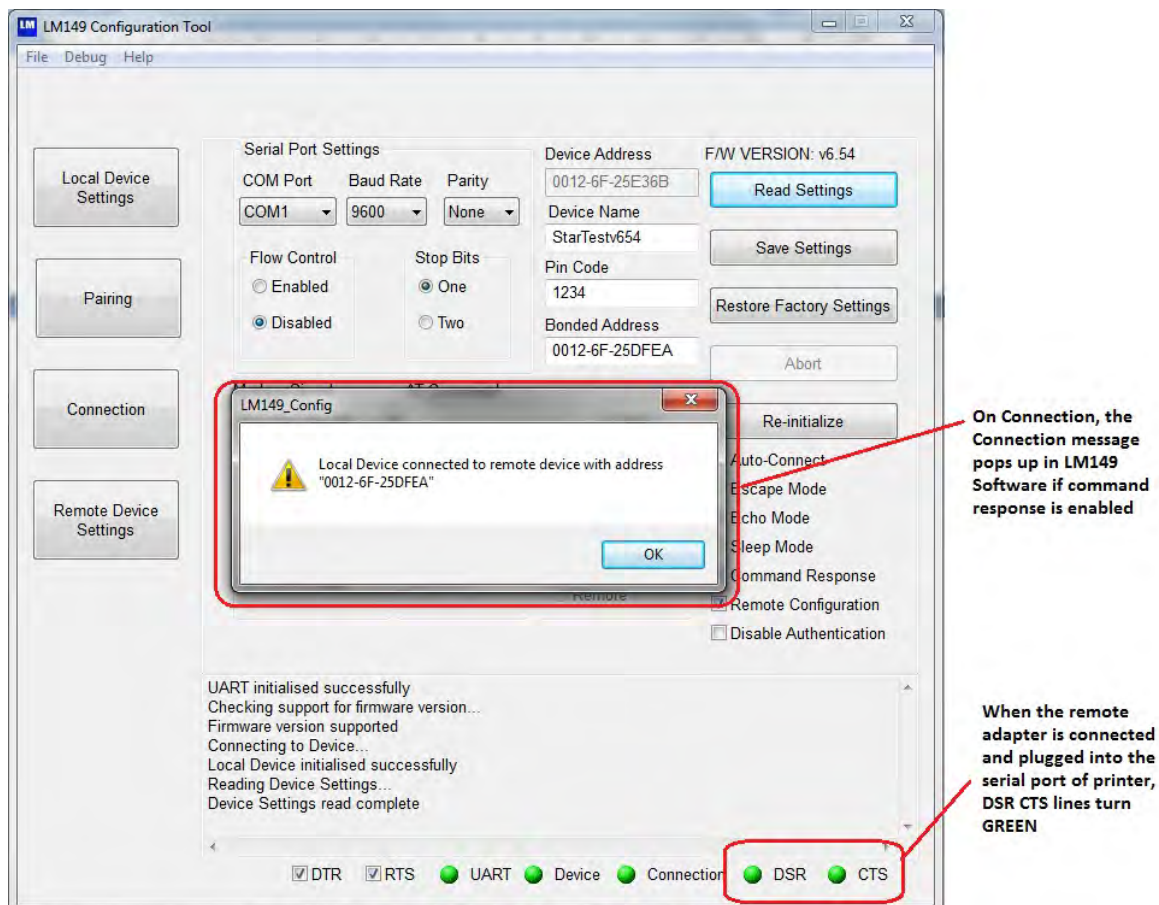 LM LM149 Configuration Tool
File Debug Help
Local Device
Settings
Pairing
Connection
Remote Device
Settings
Serial Port Settings
COM Port Baud Rate Parity
COM1 9600 None
Flow Control Stop Bits
Enabled One
Disabled Two
Device Address
0012-6F-25E36B
Device Name
StarTestv654
Pin Code
1234
Bonded Address
0012-6F-25DFEA
F/W VERSION: v6.54
Read Settings
Save Settings
Restore Factory Settings
Abort
Re-initialize
Auto-Connect
Escape Mode
Echo Mode
Sleep Mode
Command Response
Remote Configuration
Disable Authentication
LM149_Config
Local Device connected to remote device with address
"0012-6F-25DFEA"
OK
UART initialised successfully
Checking support for firmware version...
Firmware version supported
Connecting to Device...
Local Device initialised successfully
Reading Device Settings...
Device Settings read complete
DTR RTS UART Device Connection DSR CTS
On Connection, the
Connection message
pops up in LM149
Software if command
response is enabled
When the remote
adapter is connected
and plugged into the
serial port of printer,
DSR CTS lines turn
GREEN